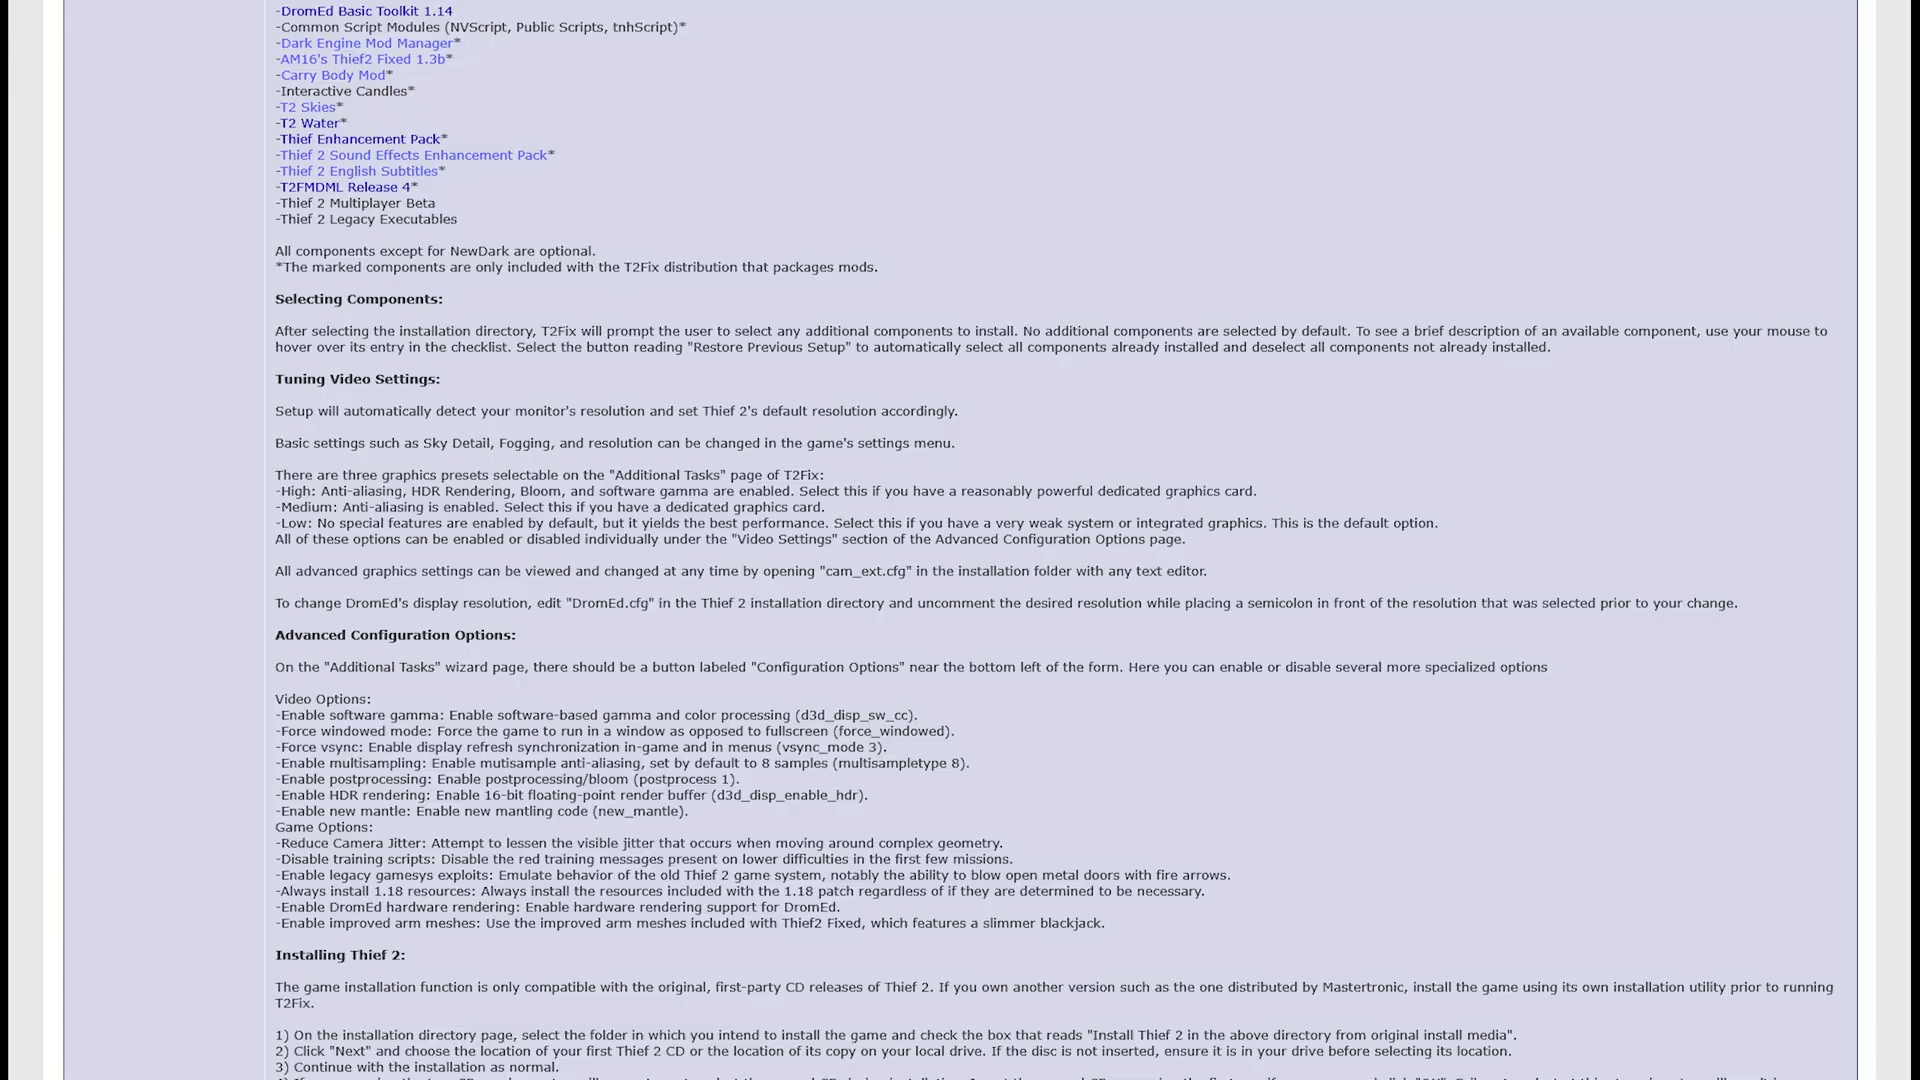 -DromEd Basic Toolkit 1.14
-Common Script Modules (NVScript, Public Scripts, tnhScript)*
-Dark Engine Mod Manager*
-AM16's Thief2 Fixed 1.3b*
-Carry Body Mod*
-Interactive Candles*
-T2 Skies*
-T2 Water*
-Thief Enhancement Pack*
-Thief 2 Sound Effects Enhancement Pack*
-Thief 2 English Subtitles*
-T2FMDML Release 4*
-Thief 2 Multiplayer Beta
-Thief 2 Legacy Executables
All components except for NewDark are optional.
*The marked components are only included with the T2Fix distribution that packages mods.
Selecting Components:
After selecting the installation directory, T2Fix will prompt the user to select any additional components to install. No additional components are selected by default. To see a brief description of an available component, use your mouse to
hover over its entry in the checklist. Select the button reading "Restore Previous Setup" to automatically select all components already installed and deselect all components not already installed.
Tuning Video Settings:
Setup will automatically detect your monitor's resolution and set Thief 2's default resolution accordingly.
Basic settings such as Sky Detail, Fogging, and resolution can be changed in the game's settings menu.
There are three graphics presets selectable on the "Additional Tasks" page of T2Fix:
-High: Anti-aliasing, HDR Rendering, Bloom, and software gamma are enabled. Select this if you have a reasonably powerful dedicated graphics card.
-Medium: Anti-aliasing is enabled. Select this if you have a dedicated graphics card.
-Low: No special features are enabled by default, but it yields the best performance. Select this if you have a very weak system or integrated graphics. This is the default option.
All of these options can be enabled or disabled individually under the "Video Settings" section of the Advanced Configuration Options page.
All advanced graphics settings can be viewed and changed at any time by opening "cam_ext.cfg" in the installation folder with any text editor.
To change DromEd's display resolution, edit "DromEd.cfg" in the Thief 2 installation directory and uncomment the desired resolution while placing a semicolon in front of the resolution that was selected prior to your change.
Advanced Configuration Options:
On the "Additional Tasks" wizard page, there should be a button labeled "Configuration Options" near the bottom left of the form. Here you can enable or disable several more specialized options
Video Options:
-Enable software gamma: Enable software-based gamma and color processing (d3d_disp_sw_cc).
-Force windowed mode: Force the game to run in a window as opposed to fullscreen (force_windowed).
-Force vsync: Enable display refresh synchronization in-game and in menus (vsync_mode 3).
-Enable multisampling: Enable mutisample anti-aliasing, set by default to 8 samples (multisampletype 8).
-Enable postprocessing: Enable postprocessing/bloom (postprocess 1).
-Enable HDR rendering: Enable 16-bit floating-point render buffer (d3d_disp_enable_hdr).
-Enable new mantle: Enable new mantling code (new_mantle).
Game Options:
-Reduce Camera Jitter: Attempt to lessen the visible jitter that occurs when moving around complex geometry.
-Disable training scripts: Disable the red training messages present on lower difficulties in the first few missions.
-Enable legacy gamesys exploits: Emulate behavior of the old Thief 2 game system, notably the ability to blow open metal doors with fire arrows.
-Always install 1.18 resources: Always install the resources included with the 1.18 patch regardless of if they are determined to be necessary.
-Enable DromEd hardware rendering: Enable hardware rendering support for DromEd.
-Enable improved arm meshes: Use the improved arm meshes included with Thief2 Fixed, which features a slimmer blackjack.
Installing Thief 2:
The game installation function is only compatible with the original, first-party CD releases of Thief 2. If you own another version such as the one distributed by Mastertronic, install the game using its own installation utility prior to running
T2Fix.
1) On the installation directory page, select the folder in which you intend to install the game and check the box that reads "Install Thief 2 in the above directory from original install media".
2) Click "Next" and choose the location of your first Thief 2 CD or the location of its copy on your local drive. If the disc is not inserted, ensure it is in your drive before selecting its location.
3) Continue with the installation as normal.